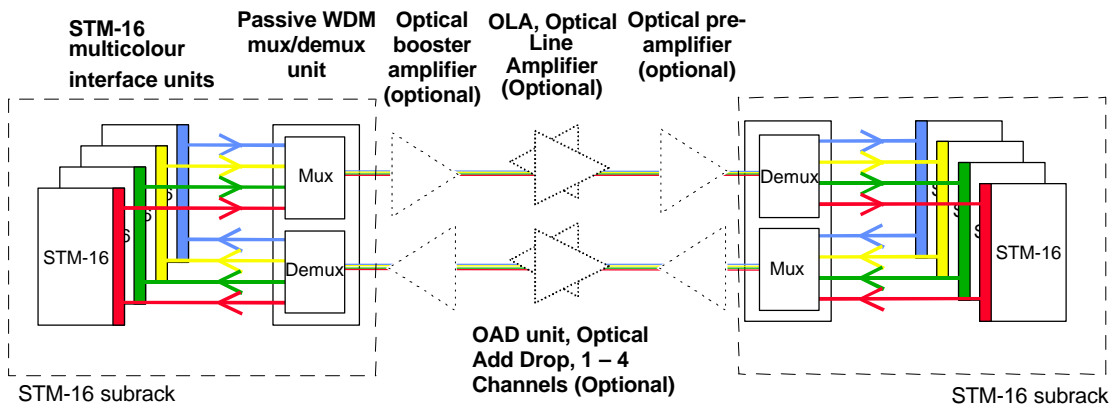 STM-16
multicolour
interface units
Passive WDM
mux/demux
unit
Optical
booster
amplifier
(optional)
OLA, Optical
Line
Amplifier
(Optional)
Optical pre-
amplifier
(optional)
Mux
Demux
STM-16
6
6
S
Demux
Mux
S
S
S
STM-16
OAD unit, Optical
Add Drop, 1 – 4
Channels (Optional)
STM-16 subrack
STM-16 subrack